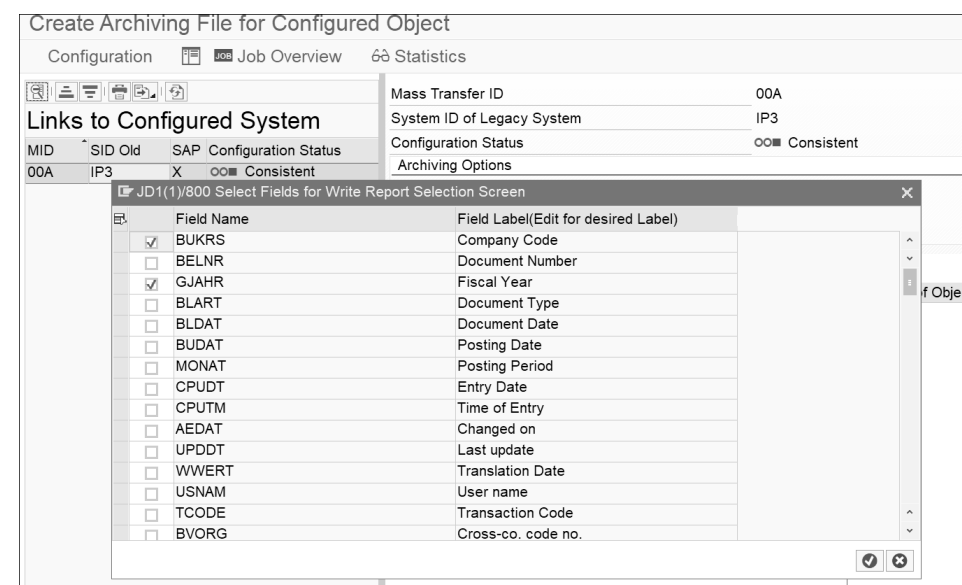 Create Archiving File for Configured Object
Configuration JOB Job Overview Statistics
Links to Configured System
MID SID Old SAP Configuration Status
00A IP3 X Consistent
Mass Transfer ID 00A
System ID of Legacy System IP3
Configuration Status Consistent
Archiving Options
JD1(1)/800 Select Fields for Write Report Selection Screen
Field Name Field Label(Edit for desired Label)
BUKRS Company Code
BELNR Document Number
GJAHR Fiscal Year
of Obje
BLART Document Type
BLDAT Document Date
BUDAT Posting Date
MONAT Posting Period
CPUDT Entry Date
CPUTM Time of Entry
AEDAT Changed on
UPDDT Last update
WWERT Translation Date
USNAM User name
TCODE Transaction Code
BVORG Cross-co. code no.